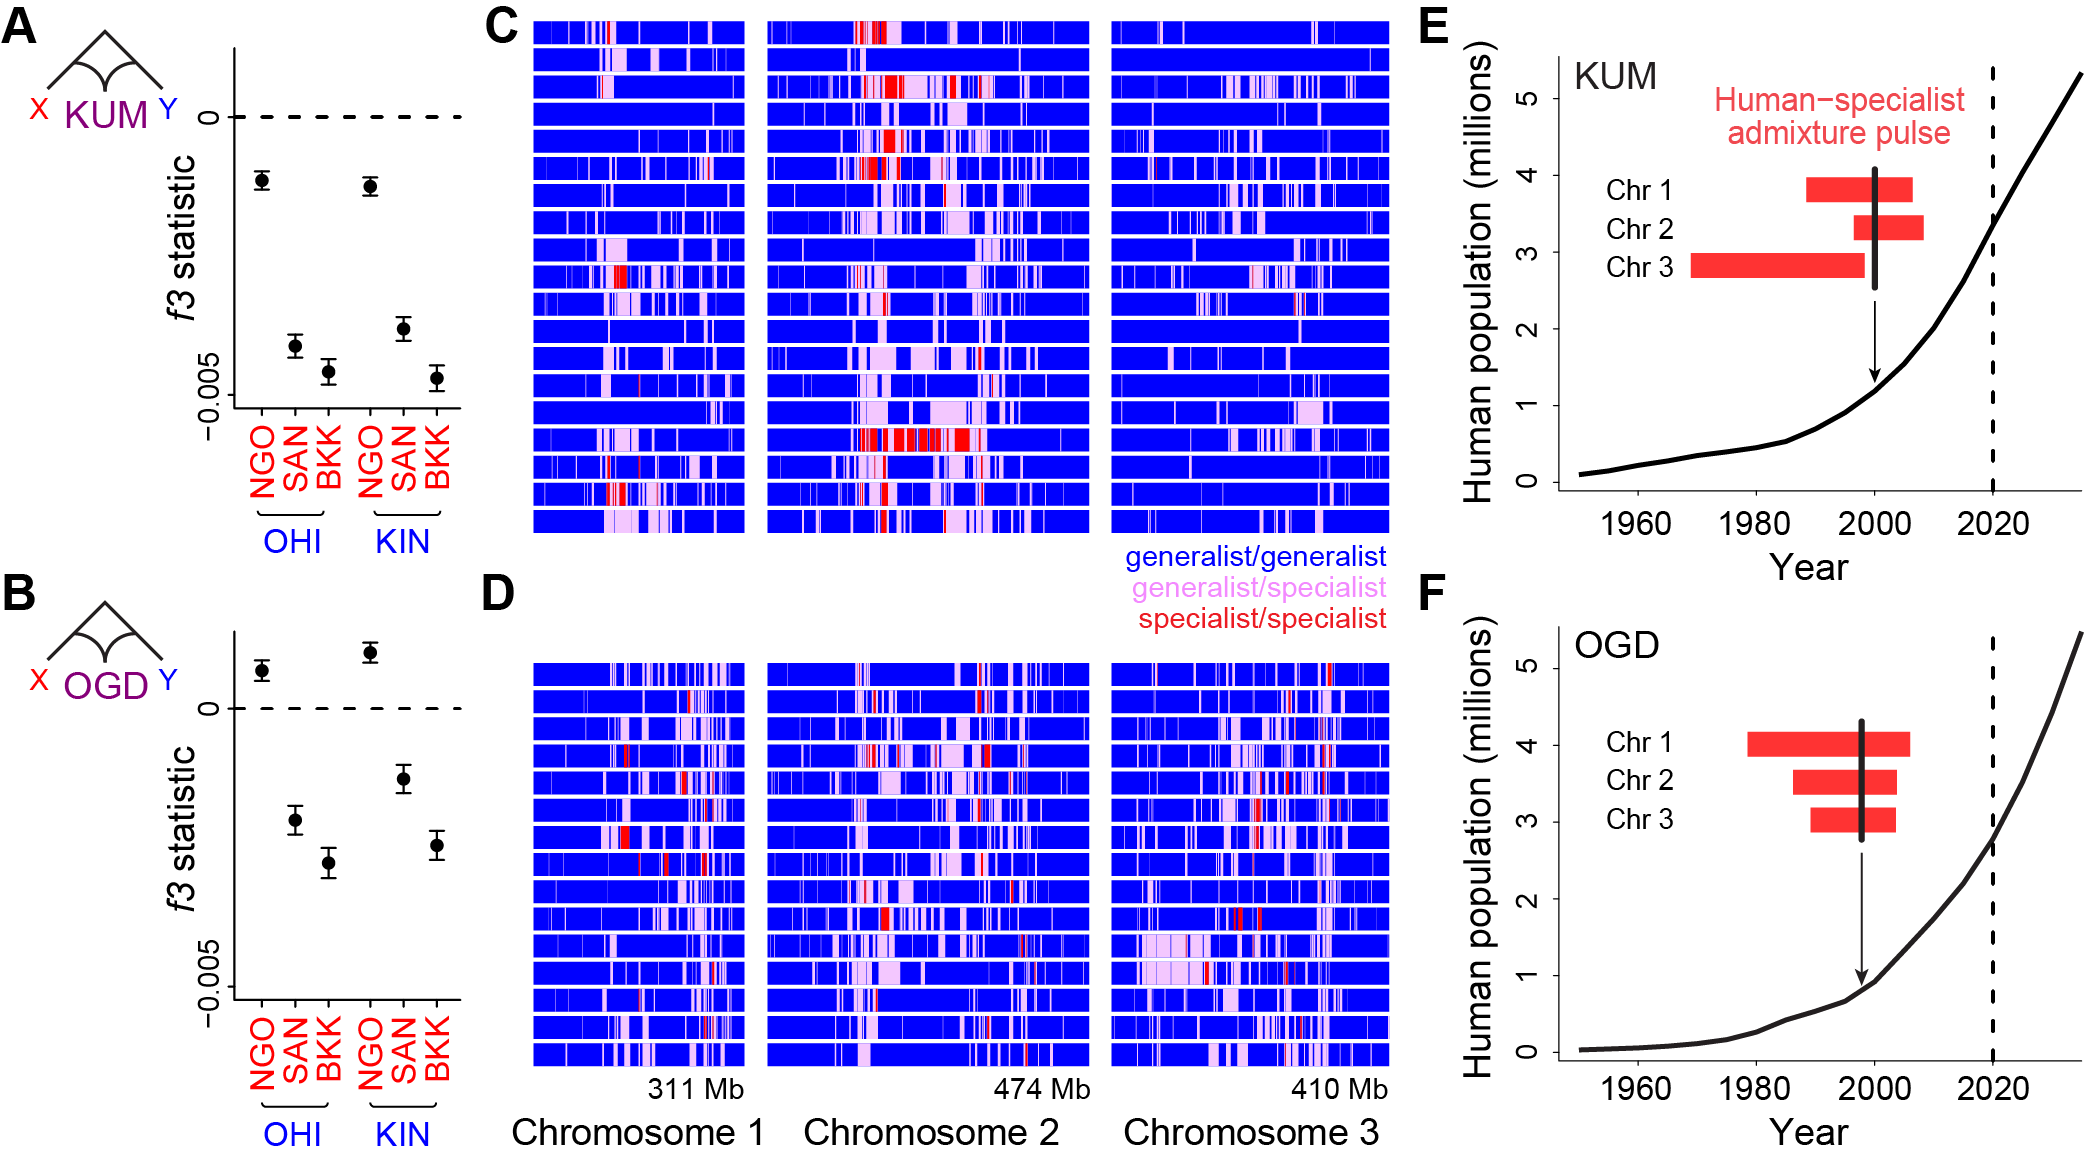 A
X KUM Y
0
−0.005
f3 statistic
NGO
SAN
BKK
NGO
SAN
BKK
OHI
KIN
B
X OGD Y
0
−0.005
f3 statistic
NGO
SAN
BKK
NGO
SAN
BKK
OHI
KIN
C
generalist/generalist
generalist/specialist
specialist/specialist
D
311 Mb
474 Mb
410 Mb
Chromosome 1
Chromosome 2
Chromosome 3
E
KUM
Human−specialist
admixture pulse
Chr 1
Chr 2
Chr 3
Human population (millions)
5
4
3
2
1
0
1960
1980
2000
2020
Year
F
OGD
Chr 1
Chr 2
Chr 3
Human population (millions)
5
4
3
2
1
0
1960
1980
2000
2020
Year